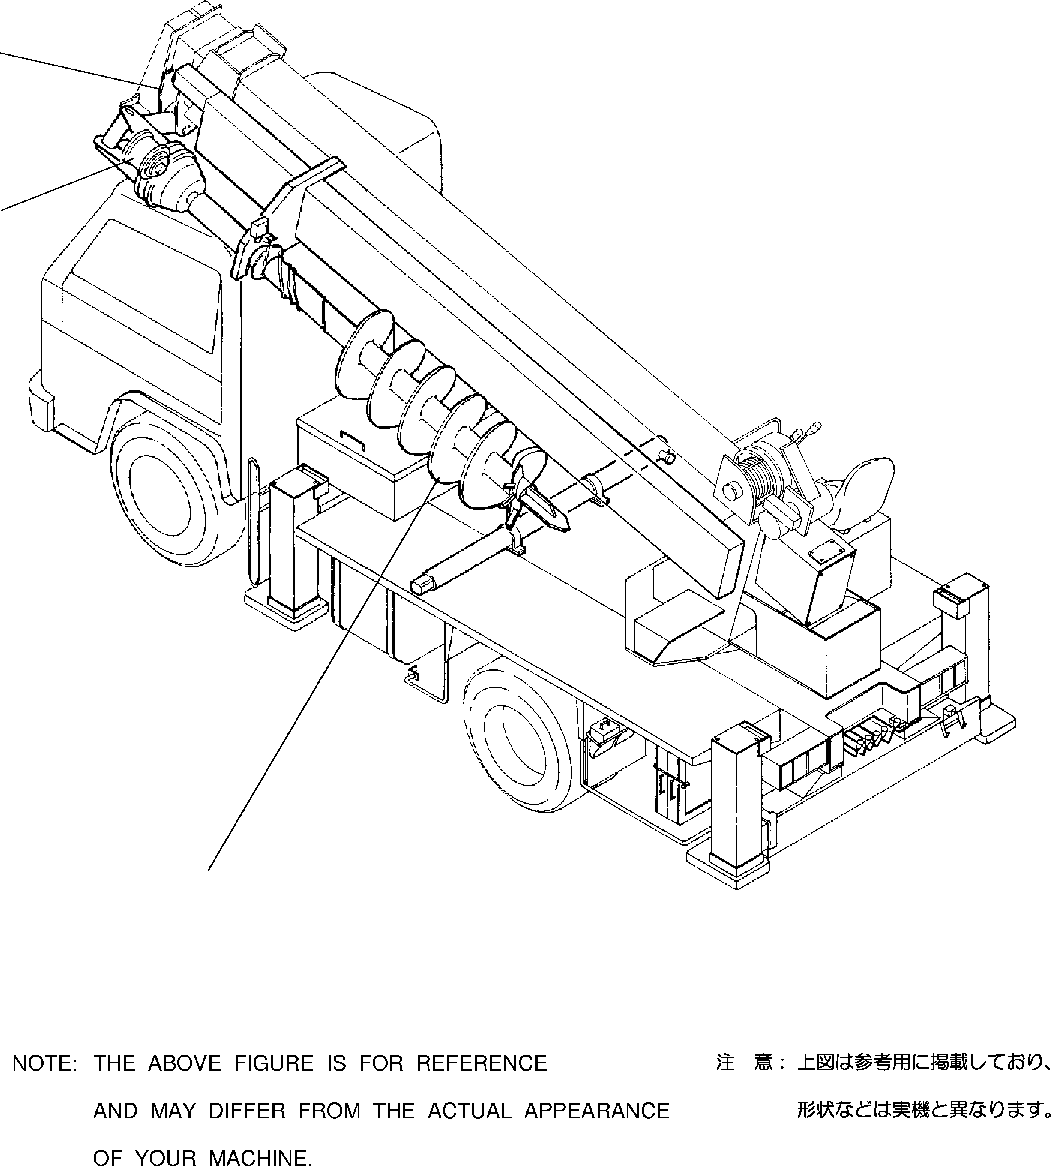 NOTE: THE ABOVE FIGURE IS FOR REFERENCE
AND MAY DIFFER FROM THE ACTUAL APPEARANCE
OF YOUR MACHINE.
注　意： 上図は参考用に掲載しており、
形状などは実機と異なります。